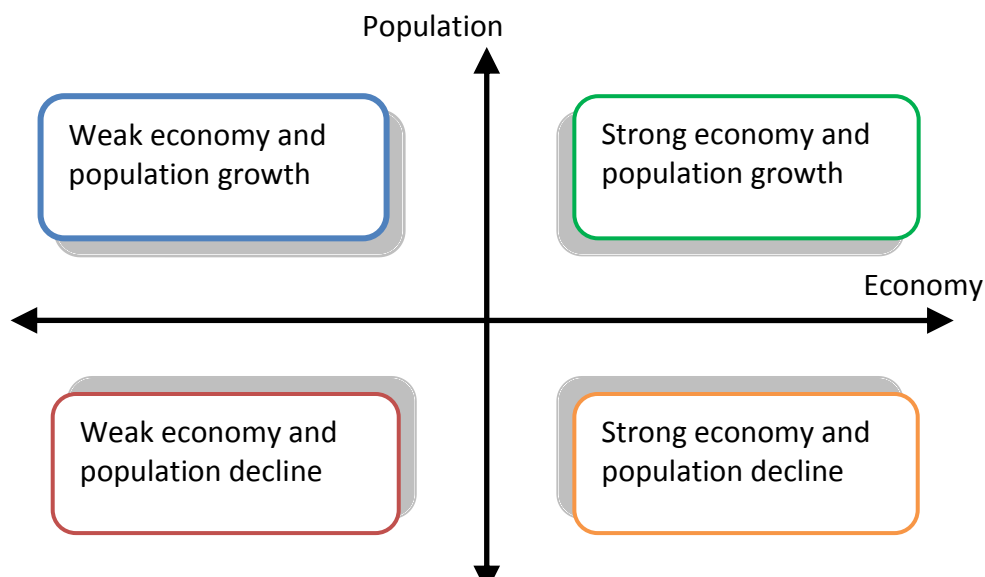 Population
Weak economy and
population growth
Strong economy and
population growth
Economy
Weak economy and
population decline
Strong economy and
population decline